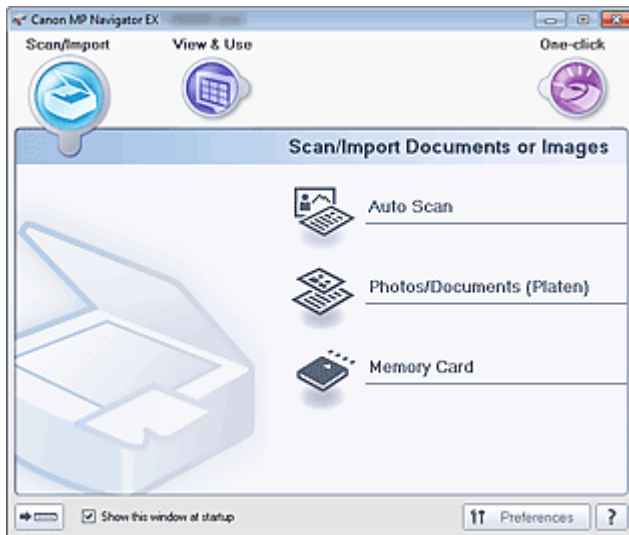 Canon MP Navigator EX
Scan/Import
View & Use
One-click
Scan/Import Documents or Images
Auto Scan
Photos/Documents (Platen)
Memory Card
Show this window at startup
Preferences
?